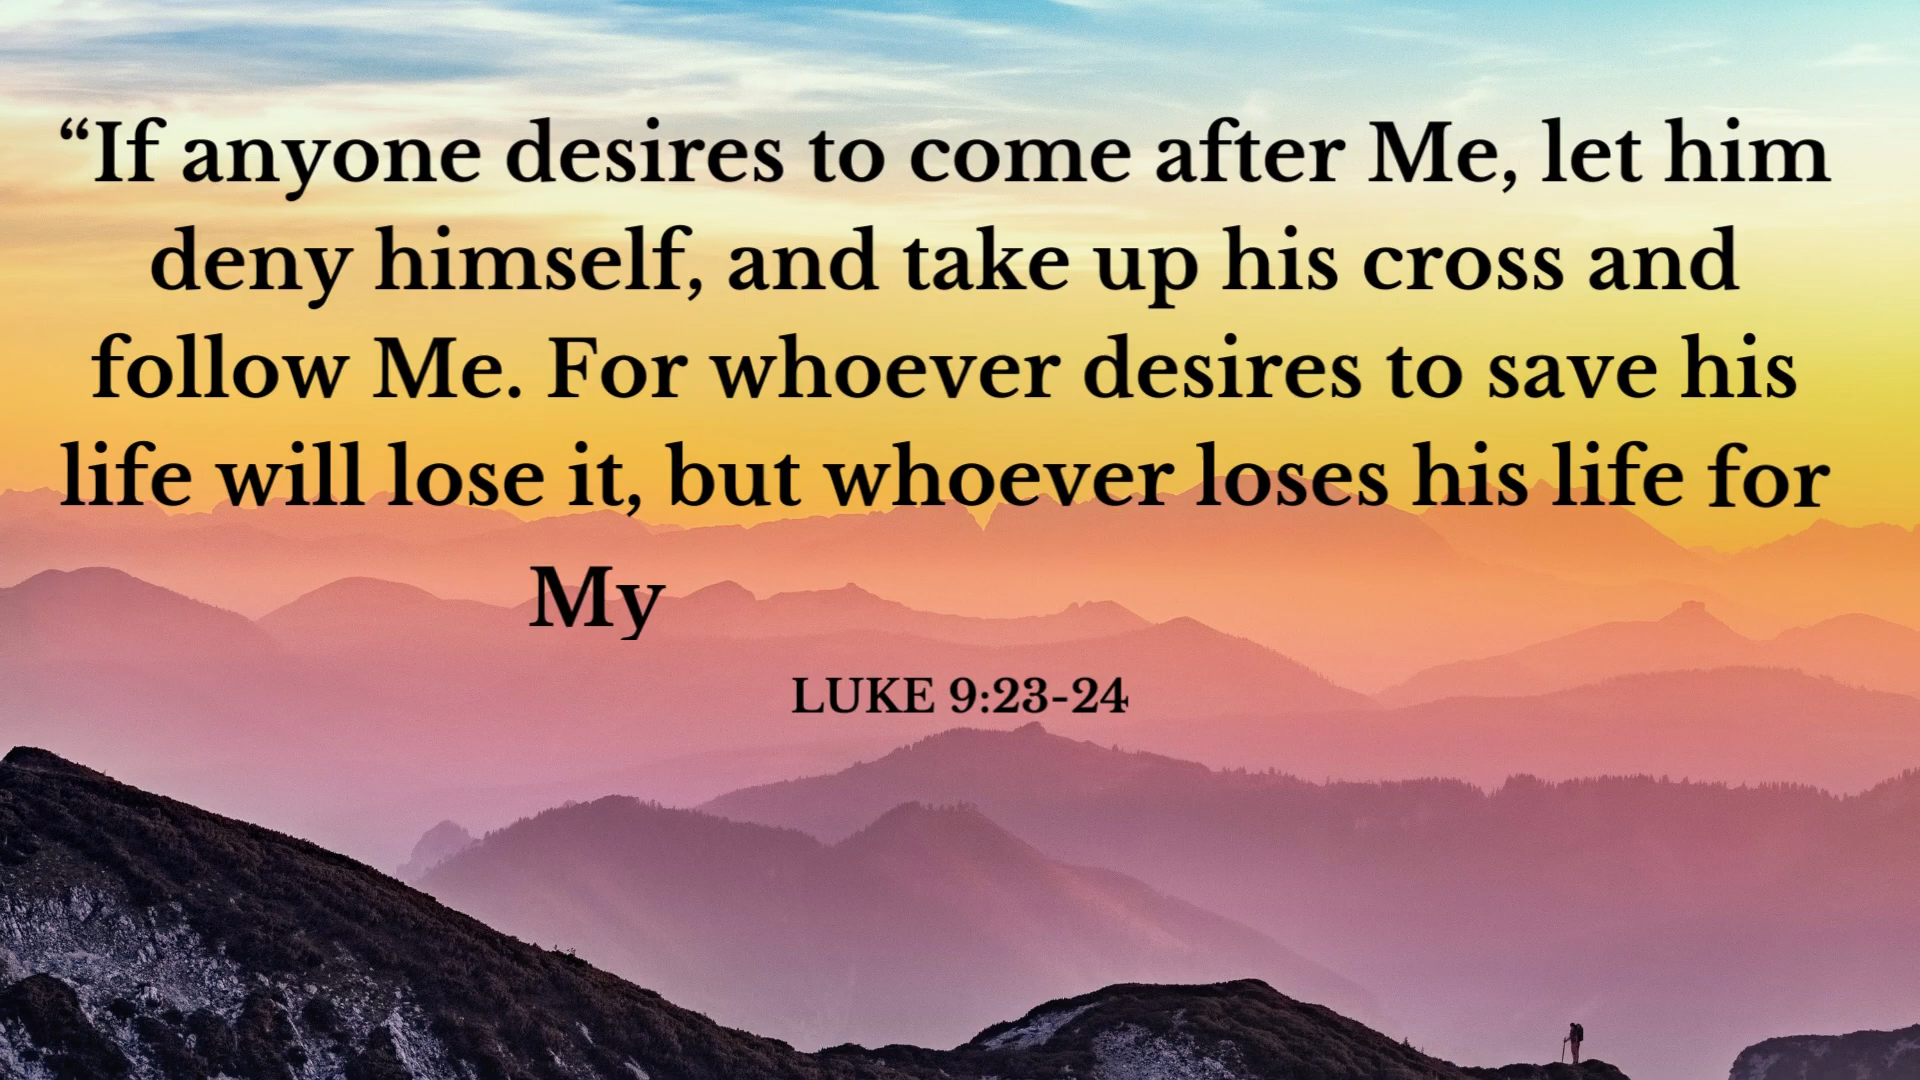 “If anyone desires to come after Me, let him
deny himself, and take up his cross and
follow Me. For whoever desires to save his
life will lose it, but whoever loses his life for
My
LUKE 9:23-24